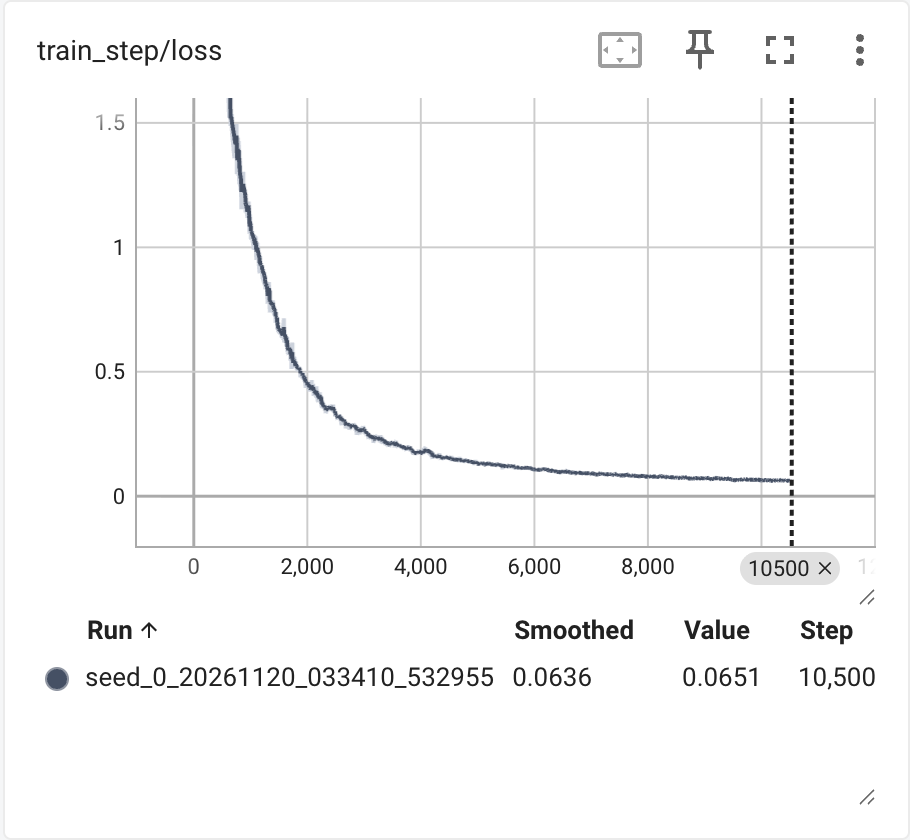 train_step/loss
1.5
1
0.5
0
0 2,000 4,000 6,000 8,000 10500 ×
Run ↑ Smoothed Value Step
seed_0_20261120_033410_532955 0.0636 0.0651 10,500